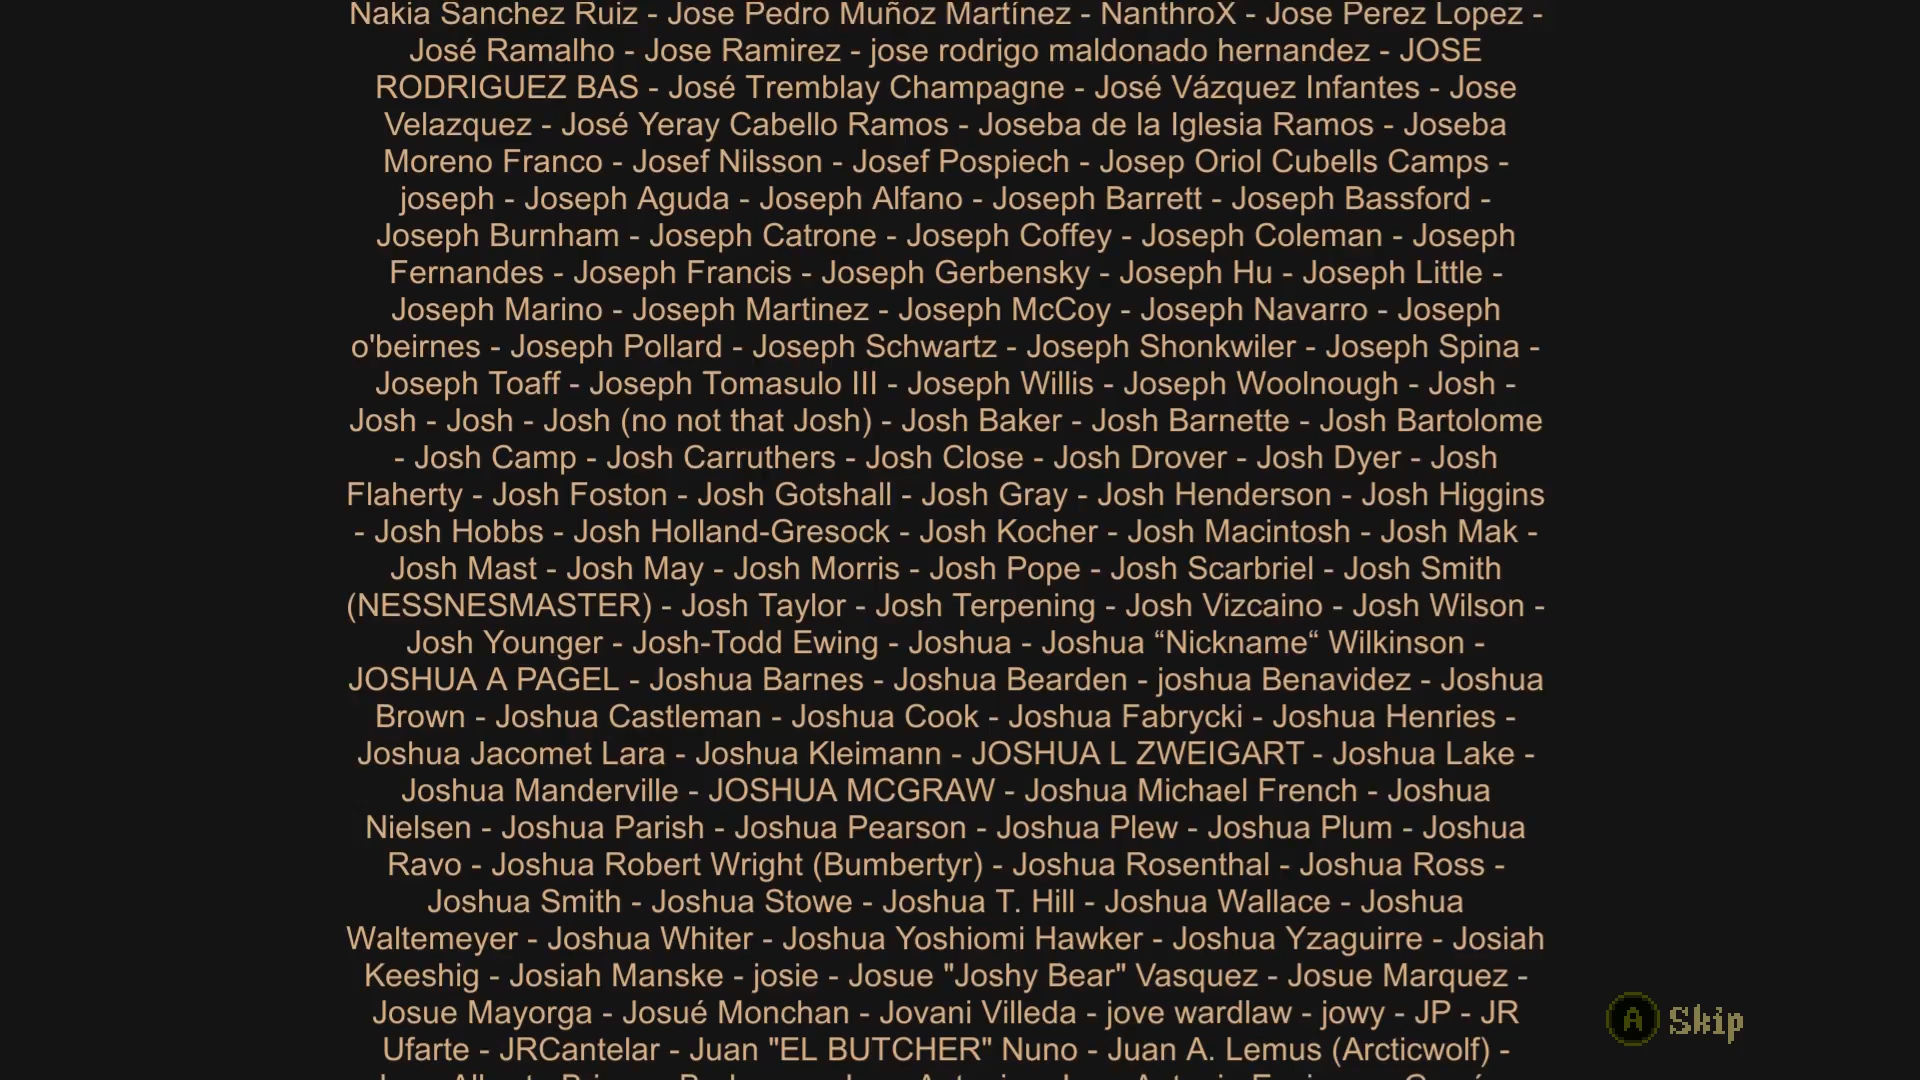 Nakia Sanchez Ruiz - Jose Pedro Muñoz Martínez - NanthroX - Jose Perez Lopez -
José Ramalho - Jose Ramirez - jose rodrigo maldonado hernandez - JOSE
RODRIGUEZ BAS - José Tremblay Champagne - José Vázquez Infantes - Jose
Velazquez - José Yeray Cabello Ramos - Joseba de la Iglesia Ramos - Joseba
Moreno Franco - Josef Nilsson - Josef Pospiech - Josep Oriol Cubells Camps -
joseph - Joseph Aguda - Joseph Alfano - Joseph Barrett - Joseph Bassford -
Joseph Burnham - Joseph Catrone - Joseph Coffey - Joseph Coleman - Joseph
Fernandes - Joseph Francis - Joseph Gerbensky - Joseph Hu - Joseph Little -
Joseph Marino - Joseph Martinez - Joseph McCoy - Joseph Navarro - Joseph
o'beirnes - Joseph Pollard - Joseph Schwartz - Joseph Shonkwiler - Joseph Spina -
Joseph Toaff - Joseph Tomasulo III - Joseph Willis - Joseph Woolnough - Josh -
Josh - Josh - Josh (no not that Josh) - Josh Baker - Josh Barnette - Josh Bartolome
- Josh Camp - Josh Carruthers - Josh Close - Josh Drover - Josh Dyer - Josh
Flaherty - Josh Foston - Josh Gotshall - Josh Gray - Josh Henderson - Josh Higgins
- Josh Hobbs - Josh Holland-Gresock - Josh Kocher - Josh Macintosh - Josh Mak -
Josh Mast - Josh May - Josh Morris - Josh Pope - Josh Scarbriel - Josh Smith
(NESSNESMASTER) - Josh Taylor - Josh Terpening - Josh Vizcaino - Josh Wilson -
Josh Younger - Josh-Todd Ewing - Joshua - Joshua “Nickname“ Wilkinson -
JOSHUA A PAGEL - Joshua Barnes - Joshua Bearden - joshua Benavidez - Joshua
Brown - Joshua Castleman - Joshua Cook - Joshua Fabrycki - Joshua Henries -
Joshua Jacomet Lara - Joshua Kleimann - JOSHUA L ZWEIGART - Joshua Lake -
Joshua Manderville - JOSHUA MCGRAW - Joshua Michael French - Joshua
Nielsen - Joshua Parish - Joshua Pearson - Joshua Plew - Joshua Plum - Joshua
Ravo - Joshua Robert Wright (Bumbertyr) - Joshua Rosenthal - Joshua Ross -
Joshua Smith - Joshua Stowe - Joshua T. Hill - Joshua Wallace - Joshua
Waltemeyer - Joshua Whiter - Joshua Yoshiomi Hawker - Joshua Yzaguirre - Josiah
Keeshig - Josiah Manske - josie - Josue "Joshy Bear" Vasquez - Josue Marquez -
Josue Mayorga - Josué Monchan - Jovani Villeda - jove wardlaw - jowy - JP - JR
Ufarte - JRCantelar - Juan "EL BUTCHER" Nuno - Juan A. Lemus (Arcticwolf) -
A Skip